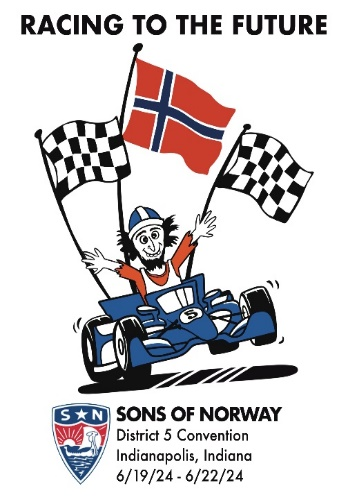 RACING TO THE FUTURE
5
S N
SONS OF NORWAY
District 5 Convention
Indianapolis, Indiana
6/19/24 - 6/22/24